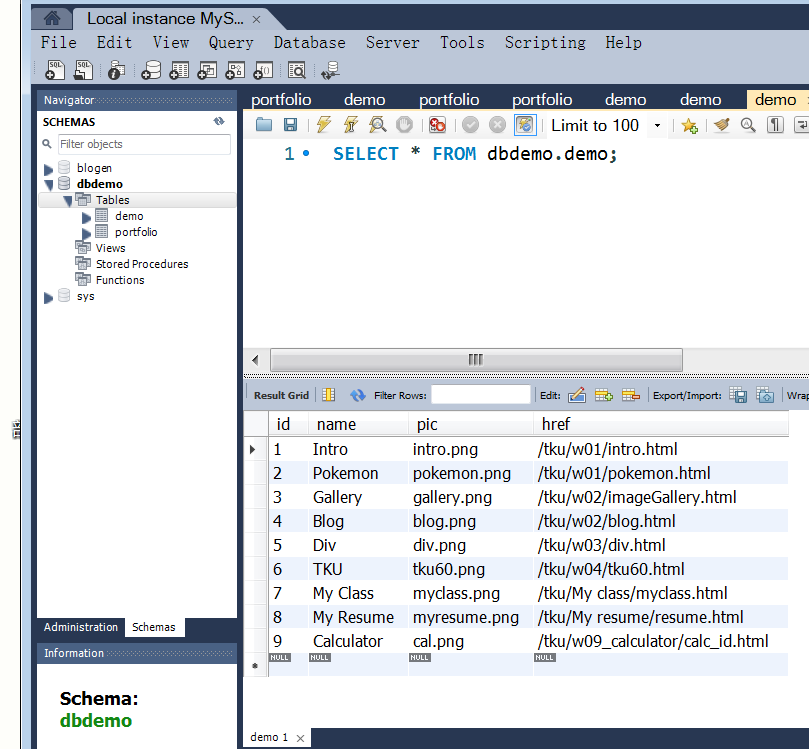 Local instance MyS... ×
File Edit View Query Database Server Tools Scripting Help
Navigator
SCHEMAS
Filter objects
blogen
dbdemo
Tables
demo
portfolio
Views
Stored Procedures
Functions
sys
Administration Schemas
Information
Schema:
dbdemo
portfolio demo portfolio portfolio demo demo demo
Limit to 100
1 SELECT * FROM dbdemo.demo;
Result Grid Filter Rows: Edit: Export/Import: Wrap
id name pic href
1 Intro intro.png /tku/w01/intro.html
2 Pokemon pokemon.png /tku/w01/pokemon.html
3 Gallery gallery.png /tku/w02/imageGallery.html
4 Blog blog.png /tku/w02/blog.html
5 Div div.png /tku/w03/div.html
6 TKU tku60.png /tku/w04/tku60.html
7 My Class myclass.png /tku/My class/myclass.html
8 My Resume myresume.png /tku/My resume/resume.html
9 Calculator cal.png /tku/w09_calculator/calc_id.html
NULL NULL NULL NULL
demo 1 ×